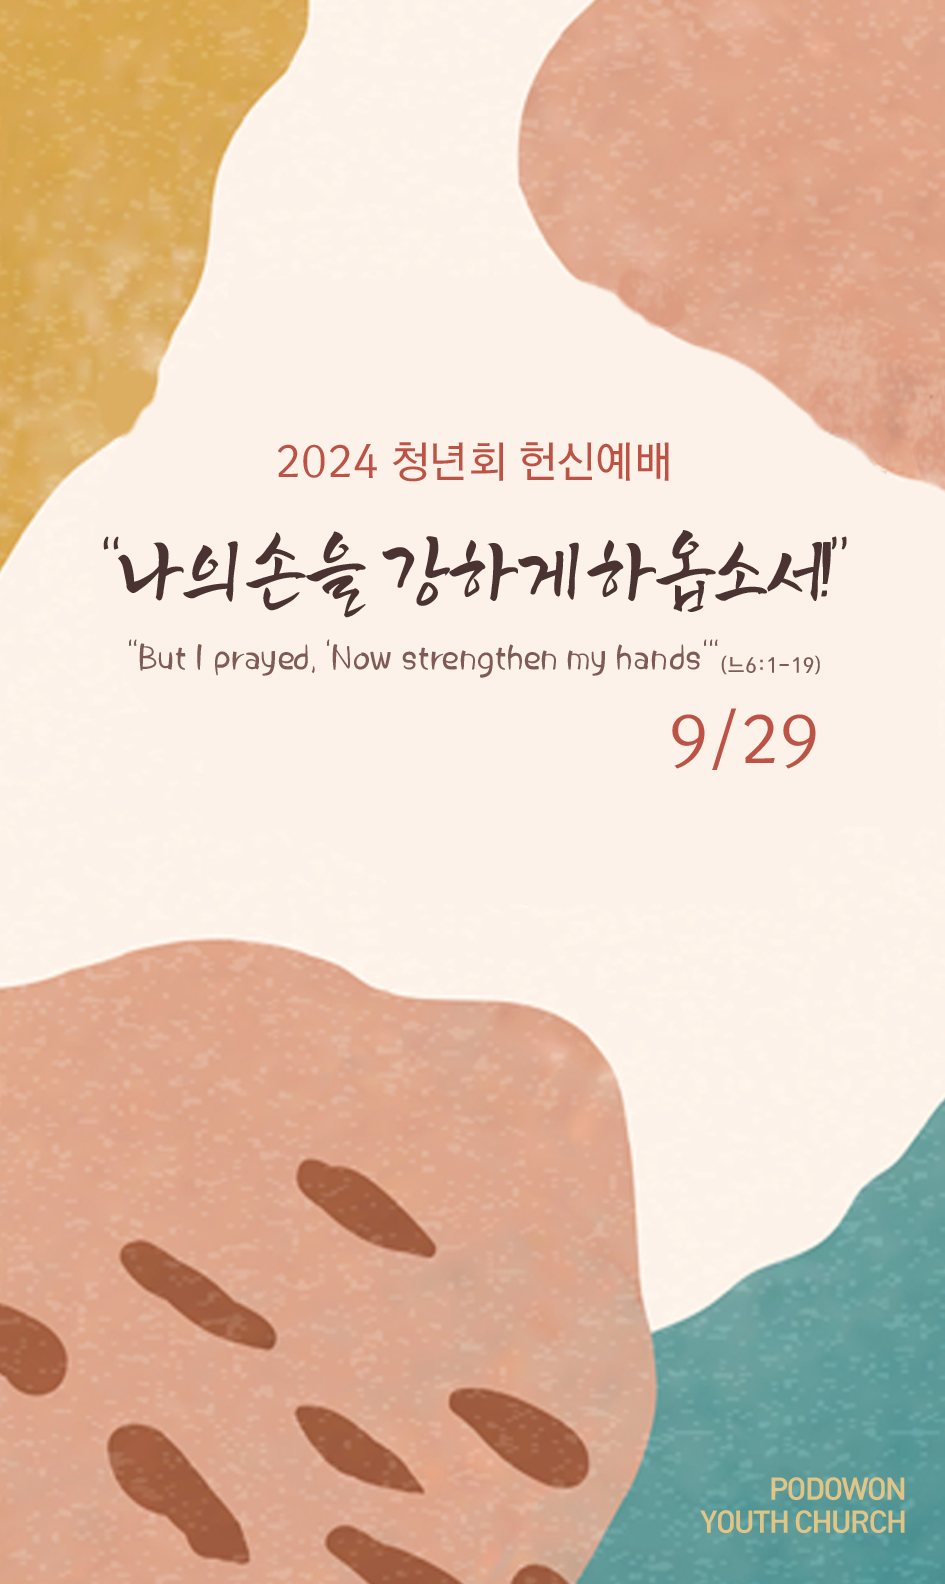 2024 청년회 헌신예배
“나의 손을 강하게 하옵소서!”
“But I prayed, ‘Now strengthen my hands’” (느6:1-19)
9/29
PODOWON
YOUTH CHURCH